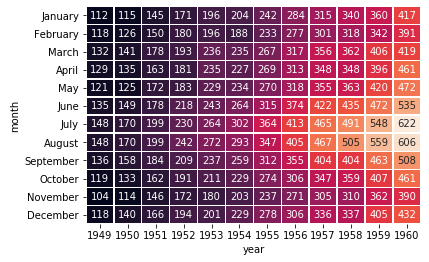 January 112 115 145 171 196 204 242 284 315 340 360 417
February 118 126 150 180 196 188 233 277 301 318 342 391
March 132 141 178 193 236 235 267 317 356 362 406 419
April 129 135 163 181 235 227 269 313 348 348 396 461
May 121 125 172 183 229 234 270 318 355 363 420 472
June 135 149 178 218 243 264 315 374 422 435 472 535
July 148 170 199 230 264 302 364 413 465 491 548 622
August 148 170 199 242 272 293 347 405 467 505 559 606
September 136 158 184 209 237 259 312 355 404 404 463 508
October 119 133 162 191 211 229 274 306 347 359 407 461
November 104 114 146 172 180 203 237 271 305 310 362 390
December 118 140 166 194 201 229 278 306 336 337 405 432
month
1949 1950 1951 1952 1953 1954 1955 1956 1957 1958 1959 1960
year